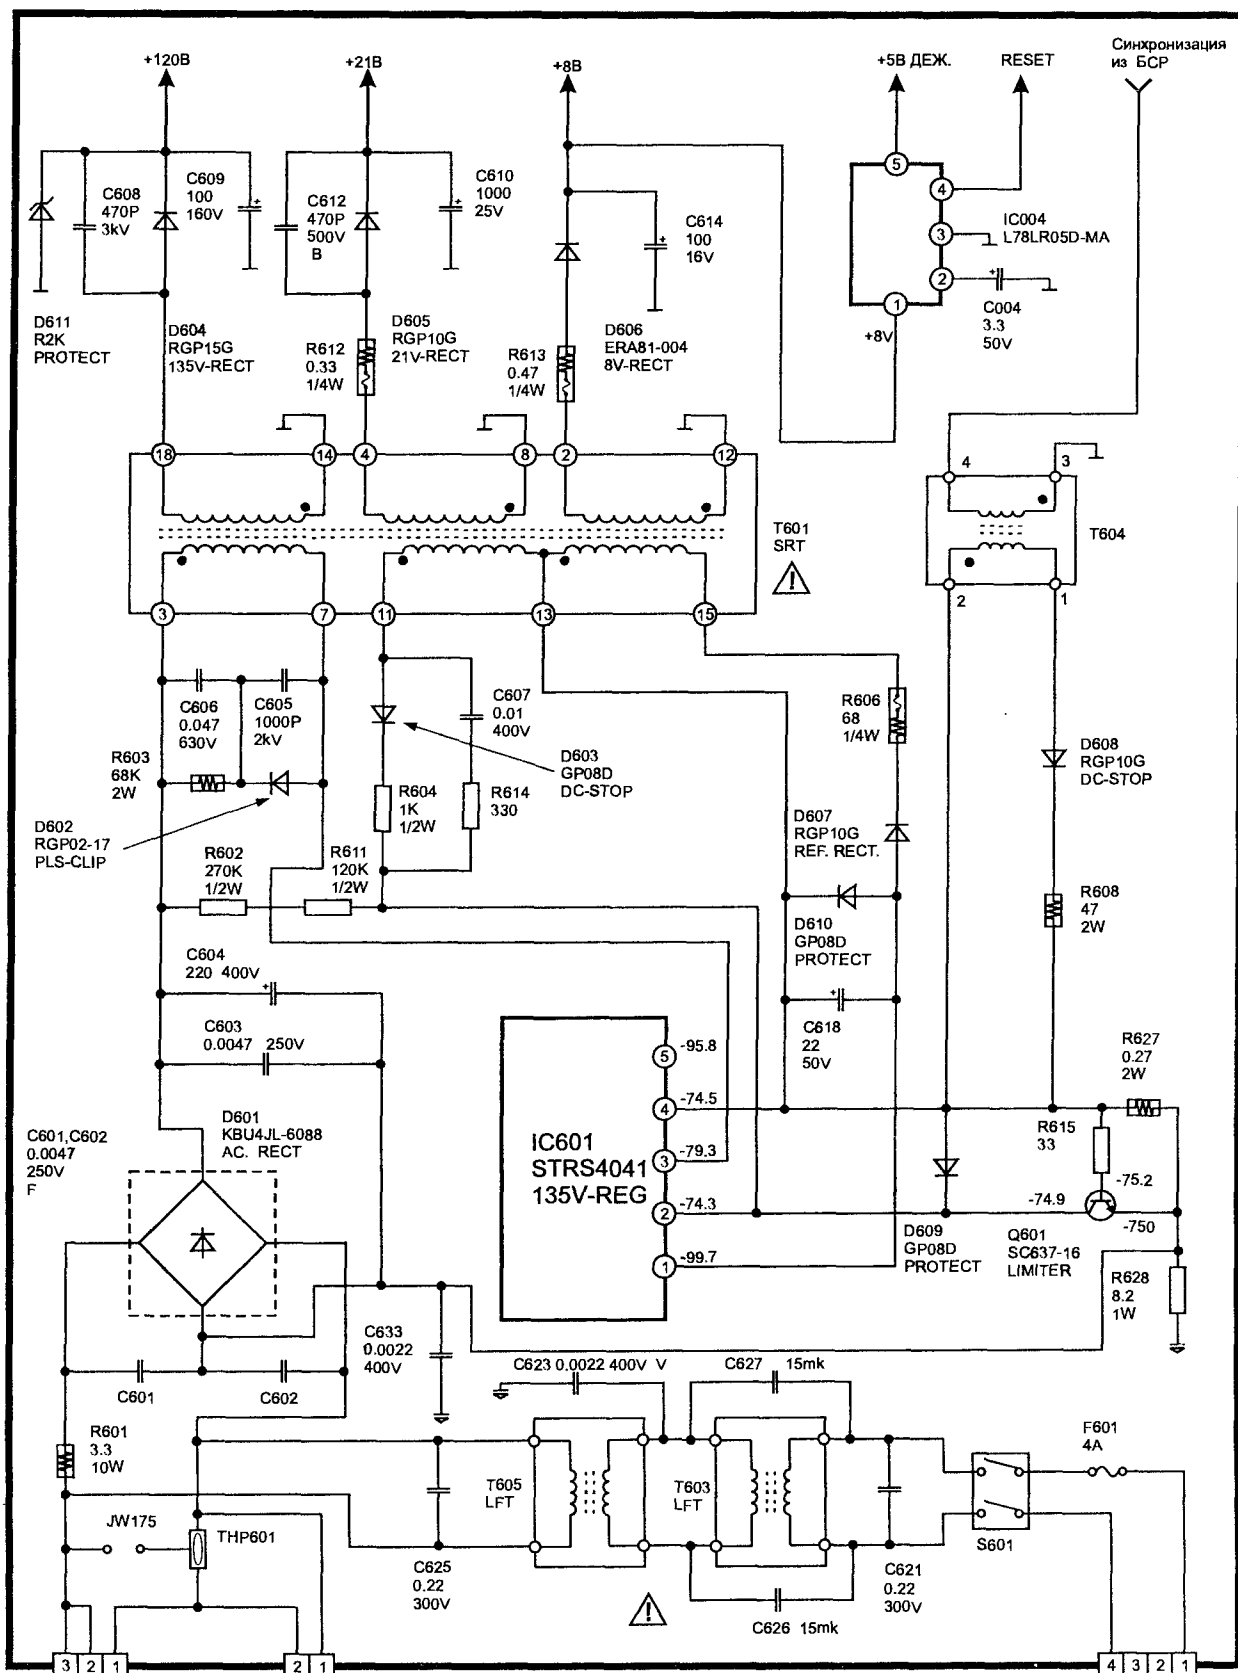 +120В
+21В
+8В
+5В ДЕЖ.
RESET
Синхронизация
из БСР
C608
470P
3kV
C609
100
160V
C612
470P
500V
B
C610
1000
25V
C614
100
16V
5
4
3
2
1
IC004
L78LR05D-MA
C004
3.3
50V
+8V
D611
R2K
PROTECT
D604
RGP15G
135V-RECT
R612
0.33
1/4W
D605
RGP10G
21V-RECT
R613
0.47
1/4W
D606
ERA81-004
8V-RECT
18
14
4
8
2
12
4
3
T601
SRT
T604
3
7
11
13
15
2
1
C606
0.047
630V
C605
1000P
2kV
C607
0.01
400V
R606
68
1/4W
R603
68K
2W
D603
GP08D
DC-STOP
D608
RGP10G
DC-STOP
R604
1K
1/2W
R614
330
D602
RGP02-17
PLS-CLIP
D607
RGP10G
REF. RECT.
R602
270K
1/2W
R611
120K
1/2W
R608
47
2W
D610
GP08D
PROTECT
C604
220 400V
C603
0.0047 250V
C618
22
50V
R627
0.27
2W
5 -95.8
4 -74.5
3 -79.3
2 -74.3
1 -99.7
IC601
STRS4041
135V-REG
R615
33
-75.2
-74.9
-750
D601
KBU4JL-6088
AC. RECT
C601,C602
0.0047
250V
F
D609
GP08D
PROTECT
Q601
SC637-16
LIMITER
R628
8.2
1W
C633
0.0022
400V
C601
C602
C623 0.0022 400V V
C627 15mk
R601
3.3
10W
F601
4A
T605
LFT
T603
LFT
JW175
THP601
S601
C625
0.22
300V
C621
0.22
300V
C626 15mk
3 2 1
2 1
4 3 2 1